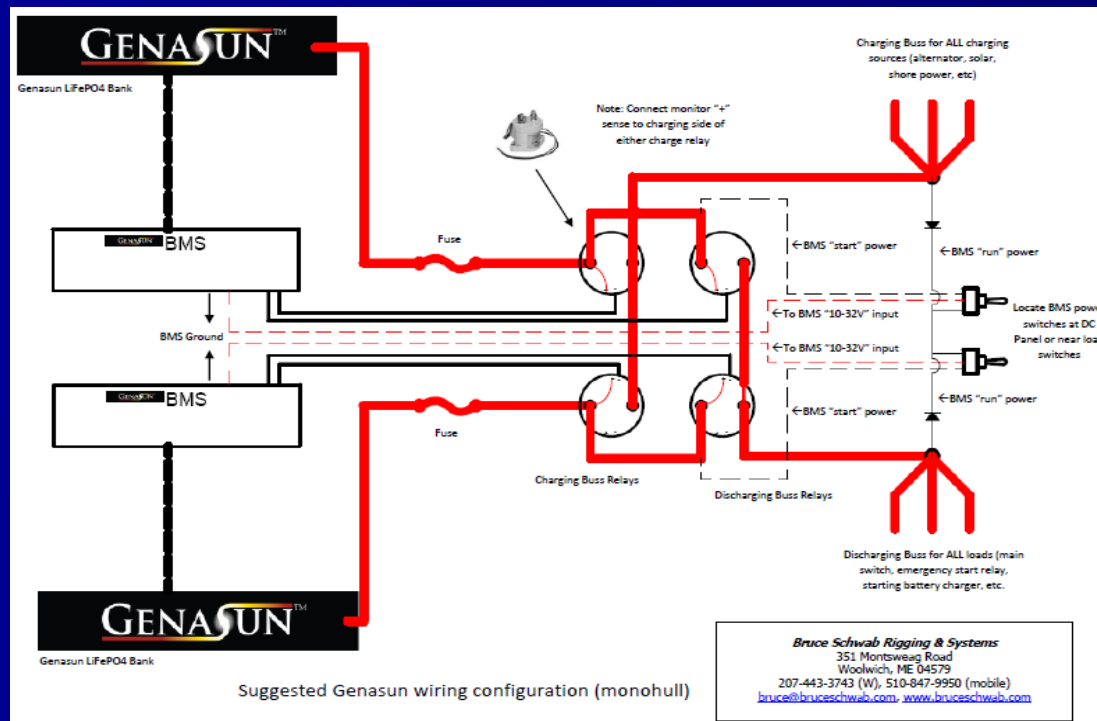 GENASUN™
Genasun LiFePO4 Bank
Charging Buss for ALL charging
sources (alternator, solar,
shore power, etc)
Note: Connect monitor "+"
sense to charging side of
either charge relay
GENASUN BMS
Fuse
←BMS "start" power
←BMS "run" power
←To BMS "10-32V" input
Locate BMS pow
switches at DC
Panel or near loa
switches
BMS Ground
←To BMS "10-32V" input
GENASUN BMS
Fuse
←BMS "start" power
←BMS "run" power
Charging Buss Relays
Discharging Buss Relays
Discharging Buss for ALL loads (main
switch, emergency start relay,
starting battery charger, etc.
GENASUN™
Genasun LiFePO4 Bank
Suggested Genasun wiring configuration (monohull)
Bruce Schwab Rigging & Systems
351 Montsweag Road
Woolwich, ME 04579
207-443-3743 (W), 510-847-9950 (mobile)
bruce@bruceschwab.com, www.bruceschwab.com